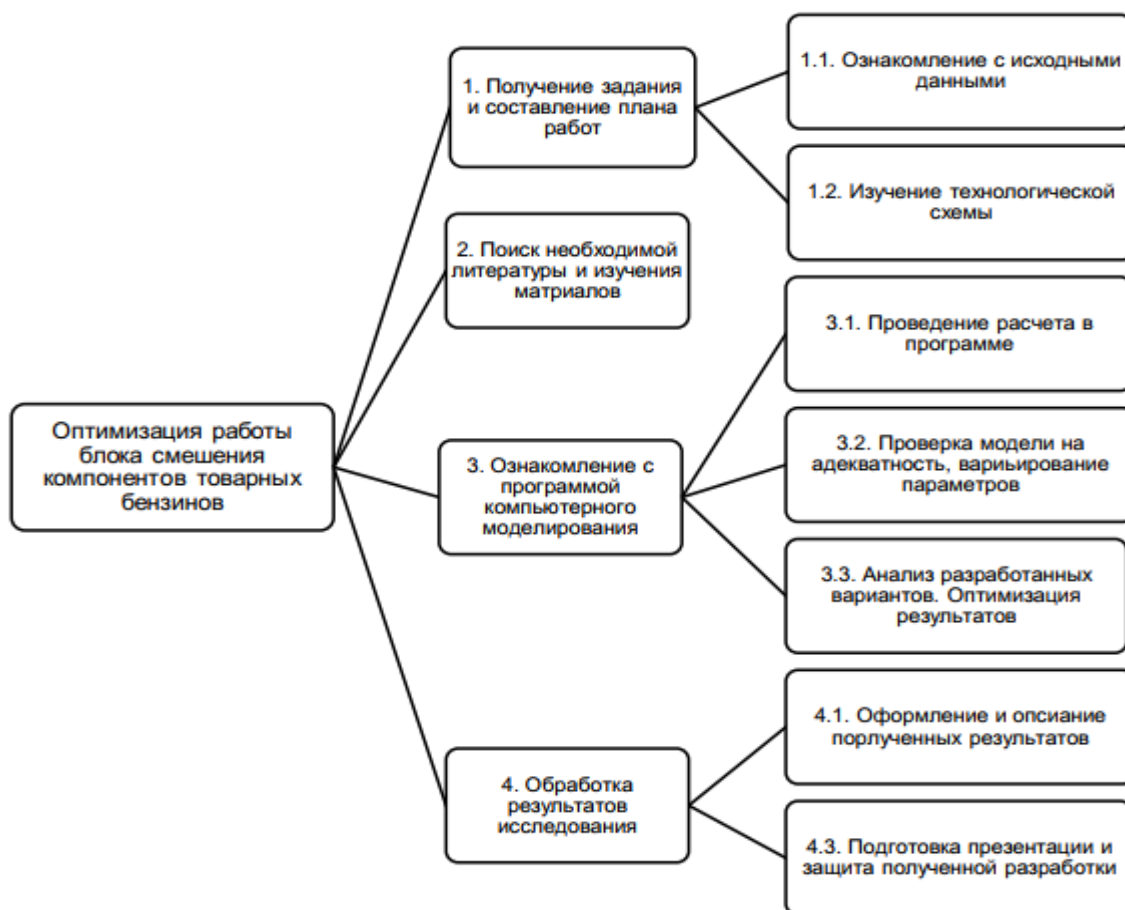 1. Получение задания
и составление плана
работ
1.1. Ознакомление с исходными
данными
1.2. Изучение технологической
схемы
2. Поиск необходимой
литературы и изучения
матриалов
Оптимизация работы
блока смешения
компонентов товарных
бензинов
3. Ознакомление с
программой
компьютерного
моделирования
3.1. Проведение расчета в
программе
3.2. Проверка модели на
адекватность, вариьирование
параметров
3.3. Анализ разработанных
вариантов. Оптимизация
результатов
4. Обработка
результатов
исследования
4.1. Оформление и опсиание
порлученных результатов
4.3. Подготовка презентации и
защита полученной разработки